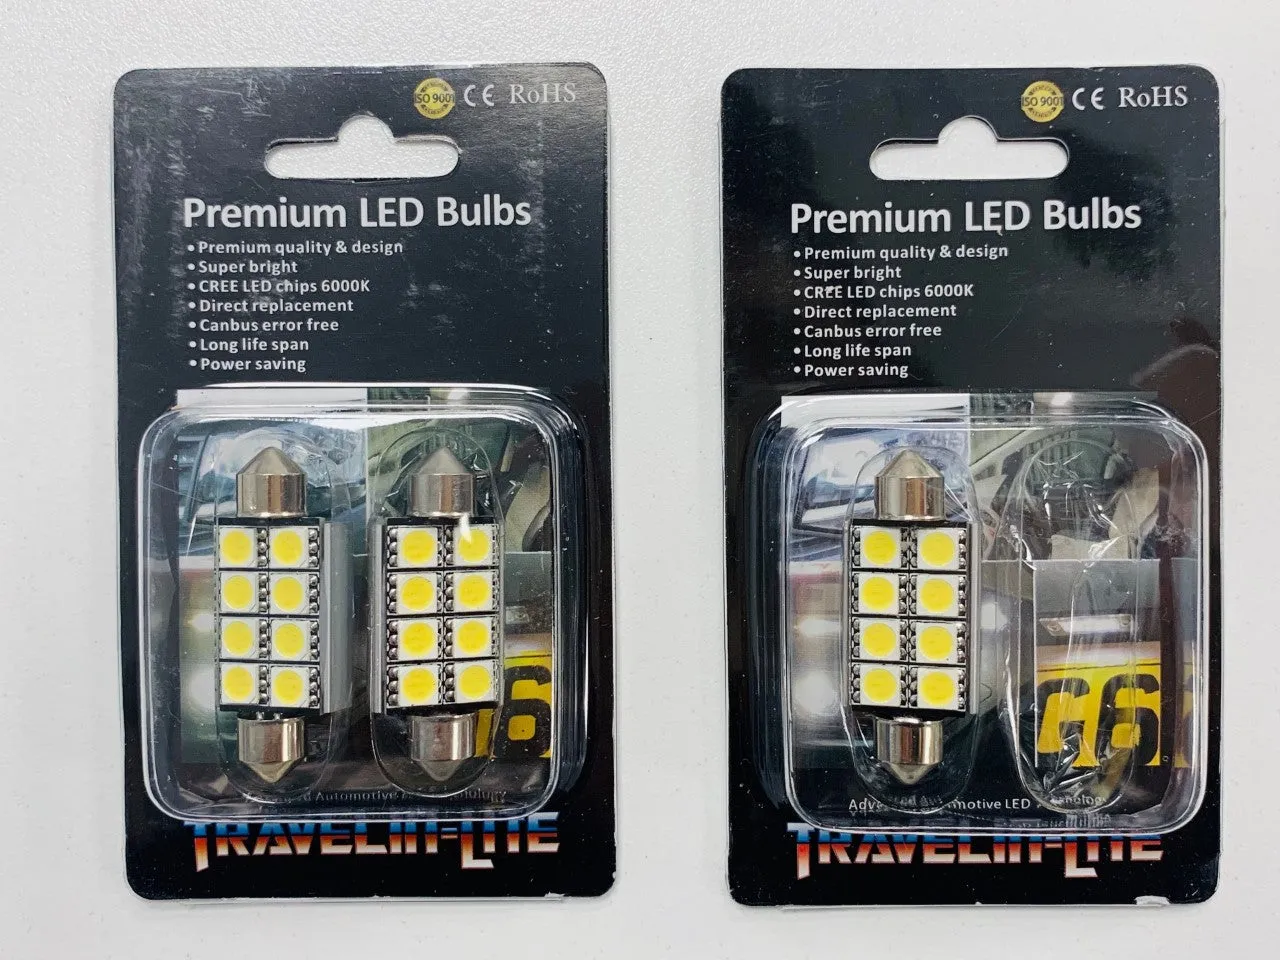 ISO 9001 CE RoHS
Premium LED Bulbs
• Premium quality & design
• Super bright
• CREE LED chips 6000K
• Direct replacement
• Canbus error free
• Long life span
• Power saving
Automotive
TRAVELIN-LITE
ISO 9001 CE RoHS
Premium LED Bulbs
• Premium quality & design
• Super bright
• CREE LED chips 6000K
• Direct replacement
• Canbus error free
• Long life span
• Power saving
LED
TRAVELIN-LITE